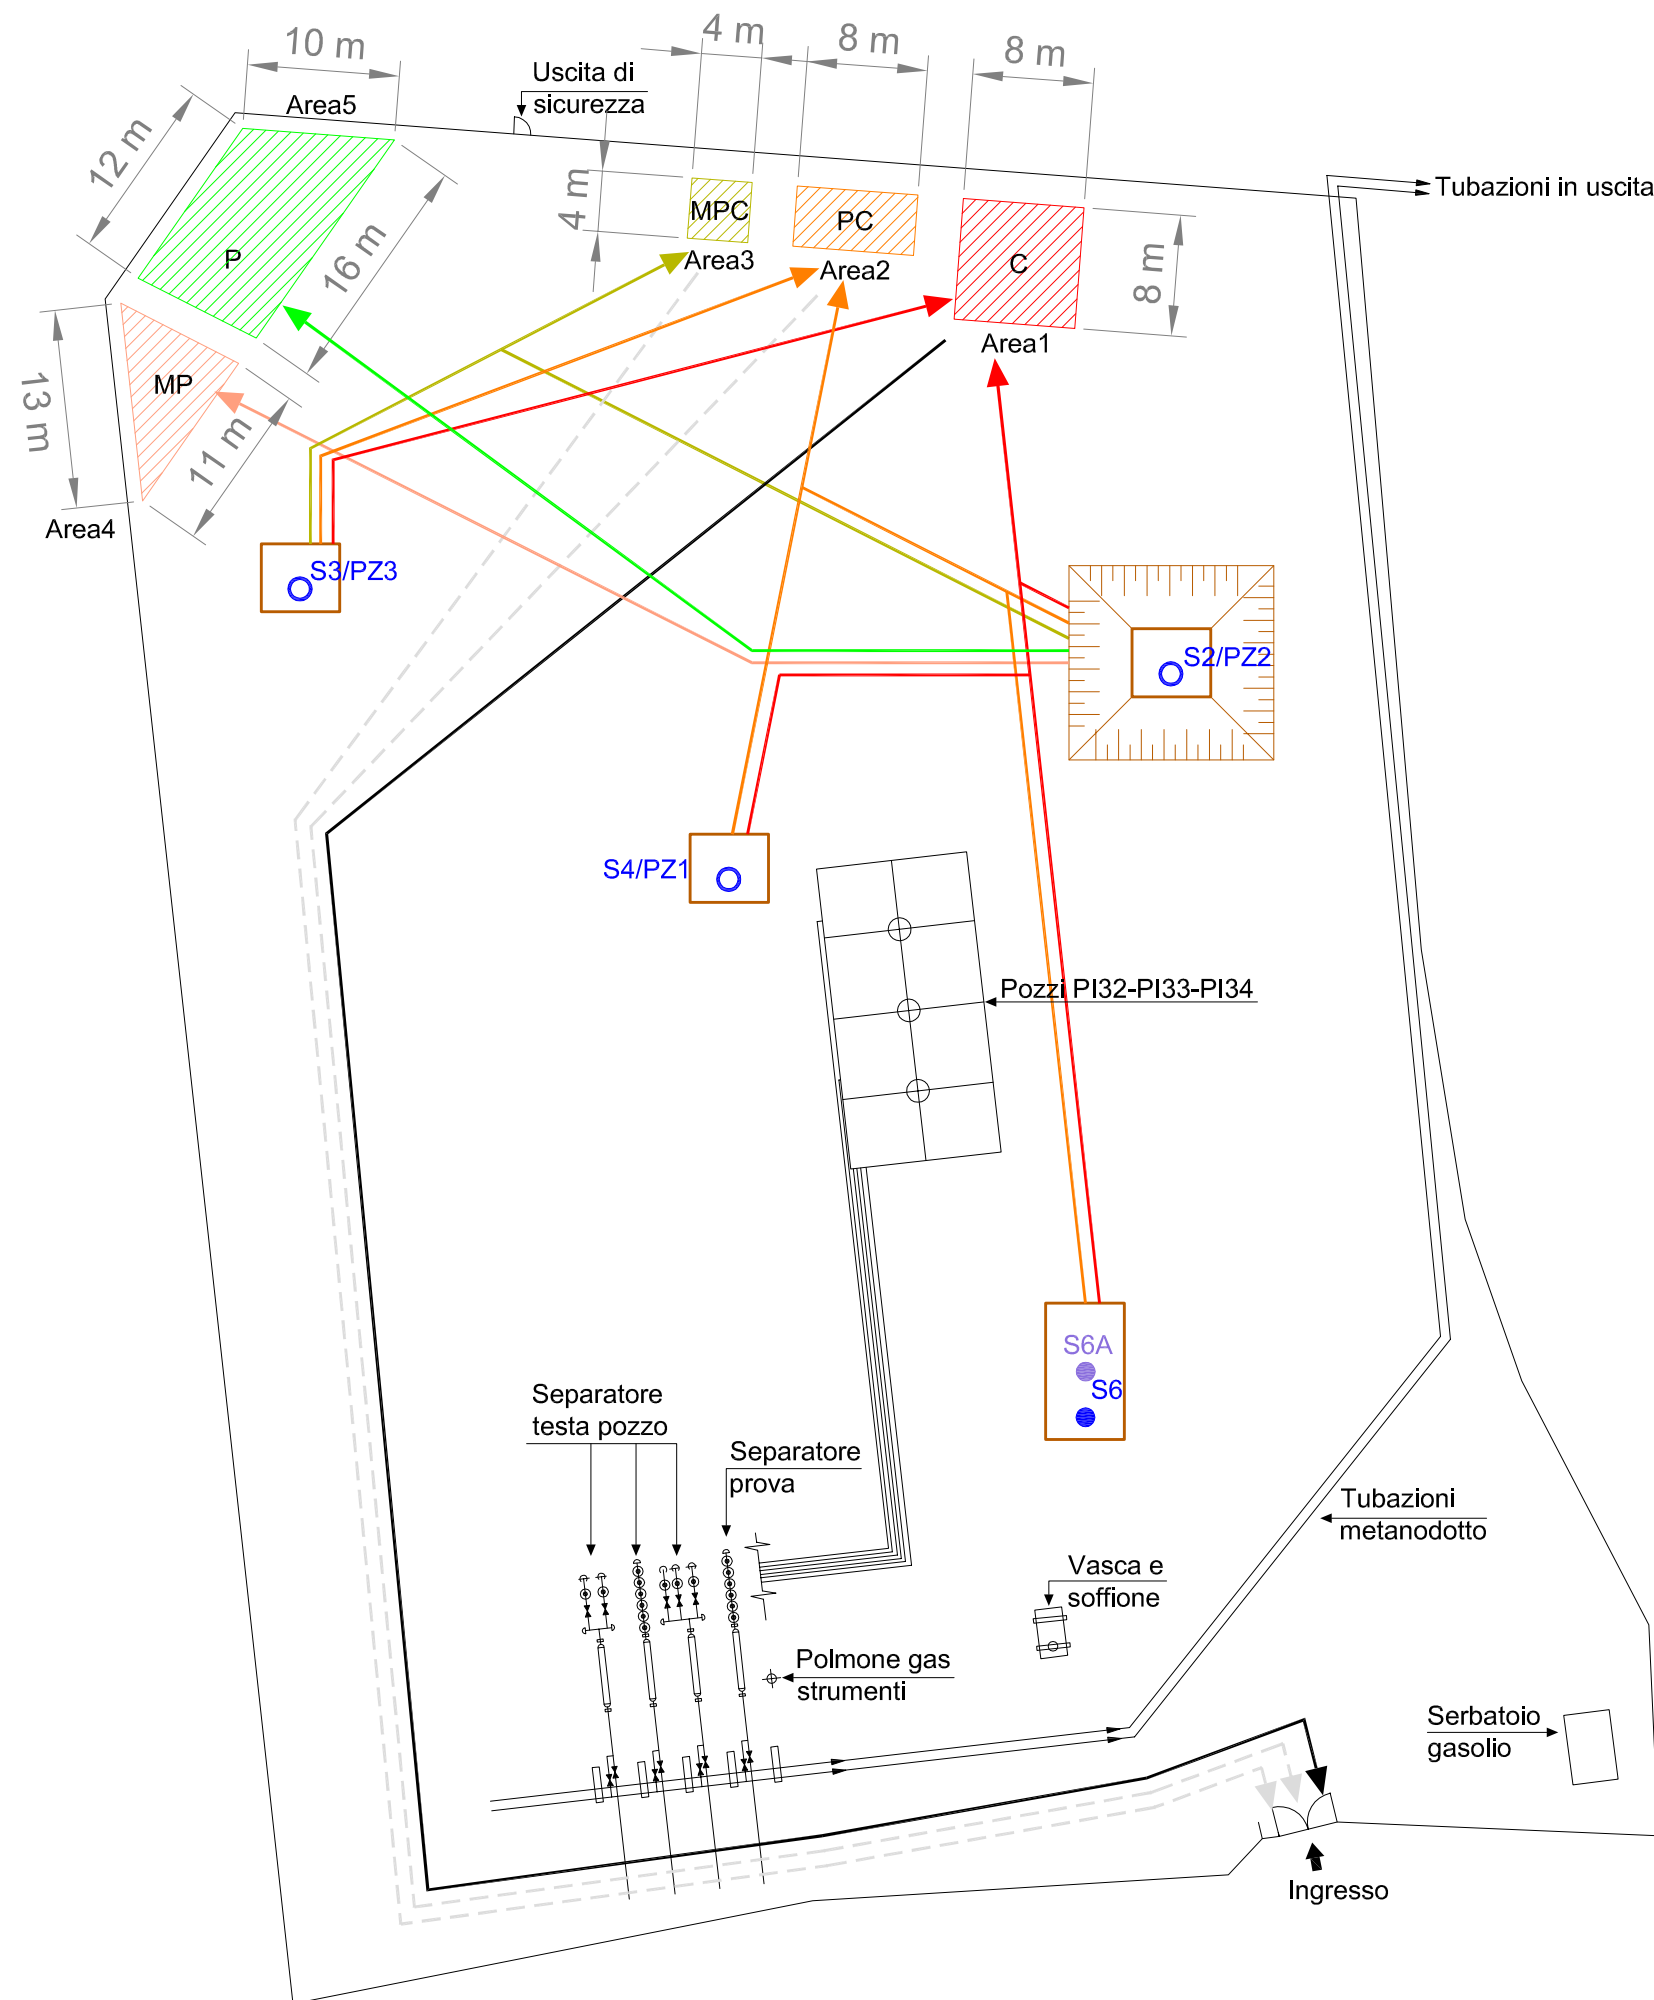 10 m
4 m
8 m
8 m
Uscita di
sicurezza
Area5
12 m
4 m
MPC
PC
C
Tubazioni in uscita
P
16 m
Area3
Area2
8 m
Area1
MP
13 m
11 m
Area4
S3/PZ3
S2/PZ2
S4/PZ1
Pozzi PI32-PI33-PI34
S6A
S6
Separatore
testa pozzo
Separatore
prova
Tubazioni
metanodotto
Vasca e
soffione
Polmone gas
strumenti
Serbatoio
gasolio
Ingresso